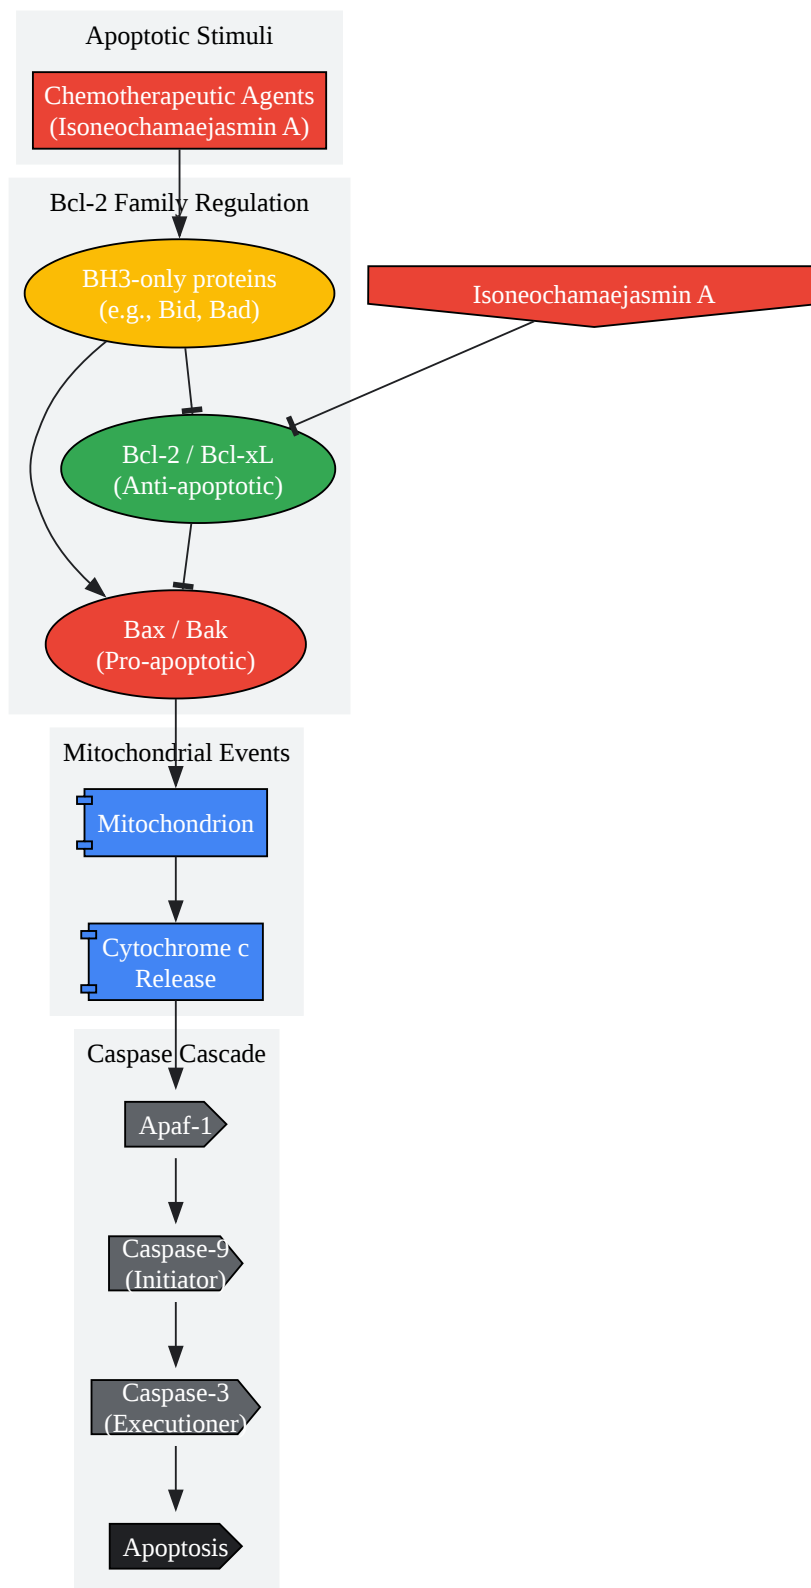 Apoptotic Stimuli
Chemotherapeutic Agents
(Isoneochamaejasmin A)
Bcl-2 Family Regulation
BH3-only proteins
(e.g., Bid, Bad)
Isoneochamaejasmin A
Bcl-2 / Bcl-xL
(Anti-apoptotic)
Bax / Bak
(Pro-apoptotic)
Mitochondrial Events
Mitochondrion
Cytochrome c
Release
Caspase Cascade
Apaf-1
Caspase-9
(Initiator)
Caspase-3
(Executioner)
Apoptosis